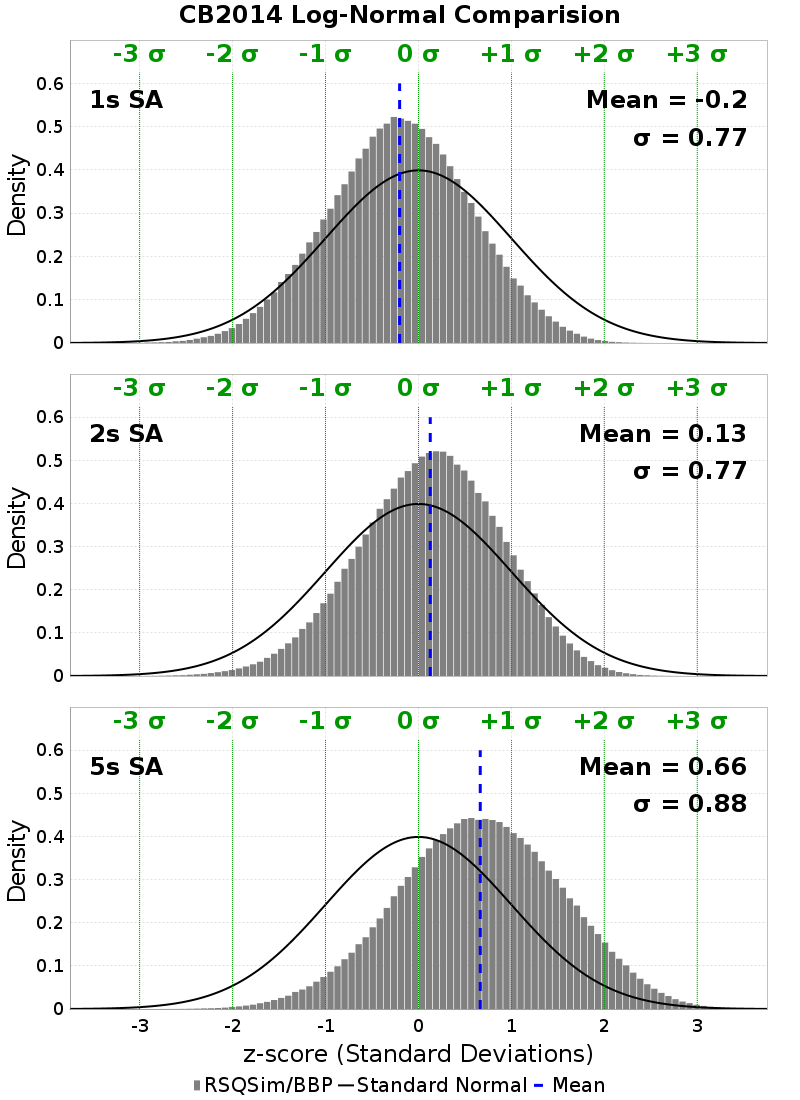 CB2014 Log-Normal Comparision
-3 σ -2 σ -1 σ 0 σ +1 σ +2 σ +3 σ
1s SA
Mean = -0.2
σ = 0.77
0.6
0.5
0.4
0.3
0.2
0.1
0
Density
-3 σ -2 σ -1 σ 0 σ +1 σ +2 σ +3 σ
2s SA
Mean = 0.13
σ = 0.77
0.6
0.5
0.4
0.3
0.2
0.1
0
Density
-3 σ -2 σ -1 σ 0 σ +1 σ +2 σ +3 σ
5s SA
Mean = 0.66
σ = 0.88
0.6
0.5
0.4
0.3
0.2
0.1
0
Density
-3 -2 -1 0 1 2 3
z-score (Standard Deviations)
RSQSim/BBP Standard Normal Mean